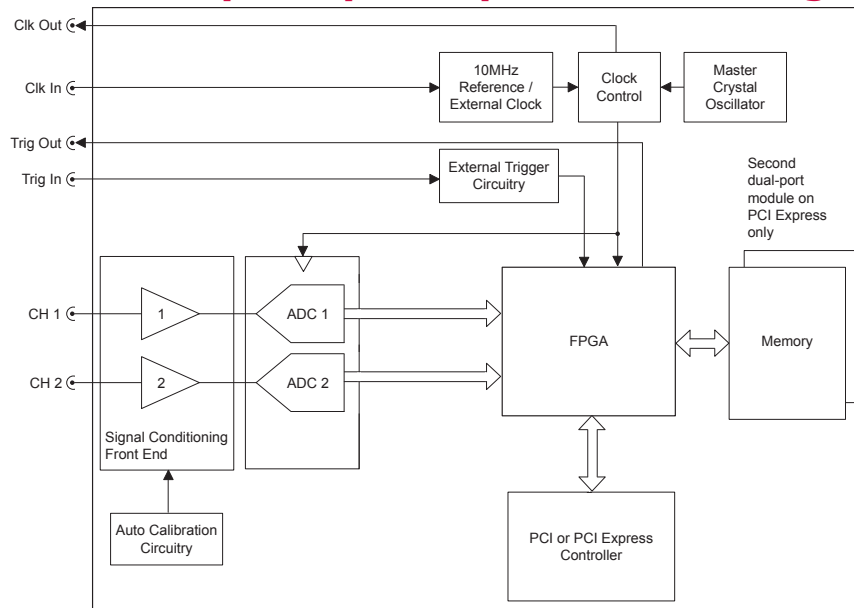 Clk Out
Clk In
Trig Out
Trig In
10MHz
Reference /
External Clock
Clock
Control
Master
Crystal
Oscillator
External Trigger
Circuitry
Second
dual-port
module on
PCI Express
only
CH 1
1
ADC 1
FPGA
Memory
CH 2
2
ADC 2
Signal Conditioning
Front End
Auto Calibration
Circuitry
PCI or PCI Express
Controller